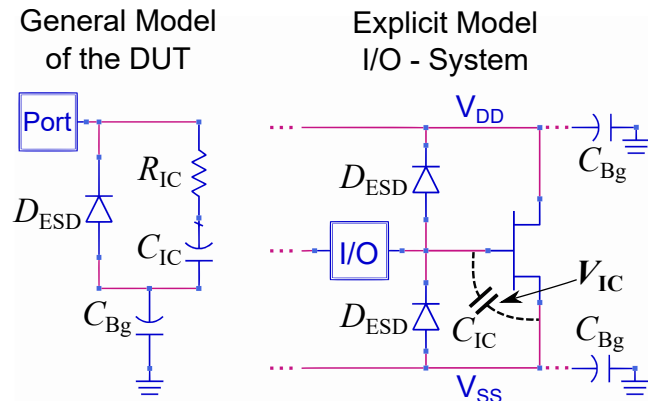 General Model
of the DUT
Port
R_IC
D_ESD
C_IC
C_Bg
Explicit Model
I/O - System
V_DD
C_Bg
D_ESD
I/O
V_IC
D_ESD
C_IC
C_Bg
V_SS